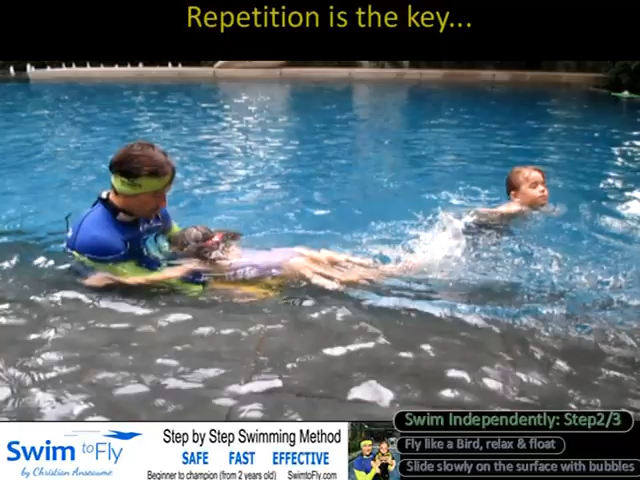 Repetition is the key...
Swim Independently: Step2/3
Fly like a Bird, relax & float
Slide slowly on the surface with bubbles
Swim to Fly
by Christian Anseaume
Step by Step Swimming Method
SAFE FAST EFFECTIVE
Beginner to champion (from 2 years old) SwimtoFly.com